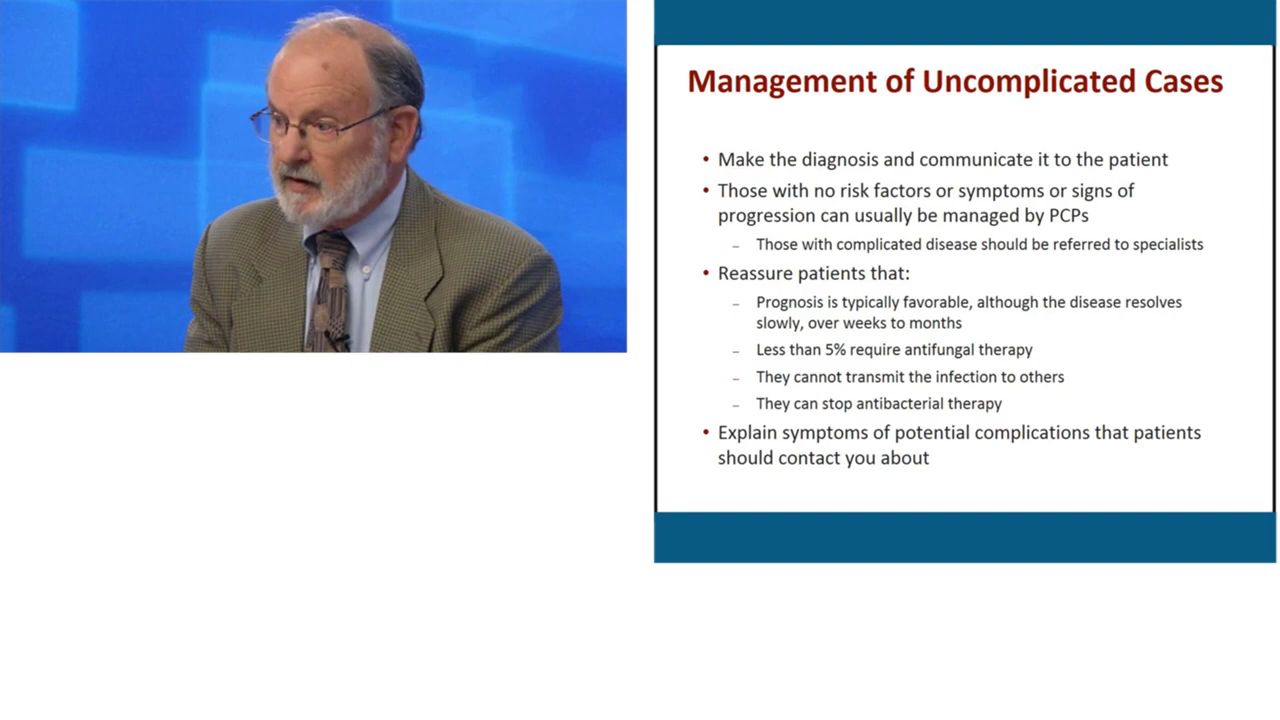 Management of Uncomplicated Cases
• Make the diagnosis and communicate it to the patient
• Those with no risk factors or symptoms or signs of
progression can usually be managed by PCPs
– Those with complicated disease should be referred to specialists
• Reassure patients that:
– Prognosis is typically favorable, although the disease resolves
slowly, over weeks to months
– Less than 5% require antifungal therapy
– They cannot transmit the infection to others
– They can stop antibacterial therapy
• Explain symptoms of potential complications that patients
should contact you about